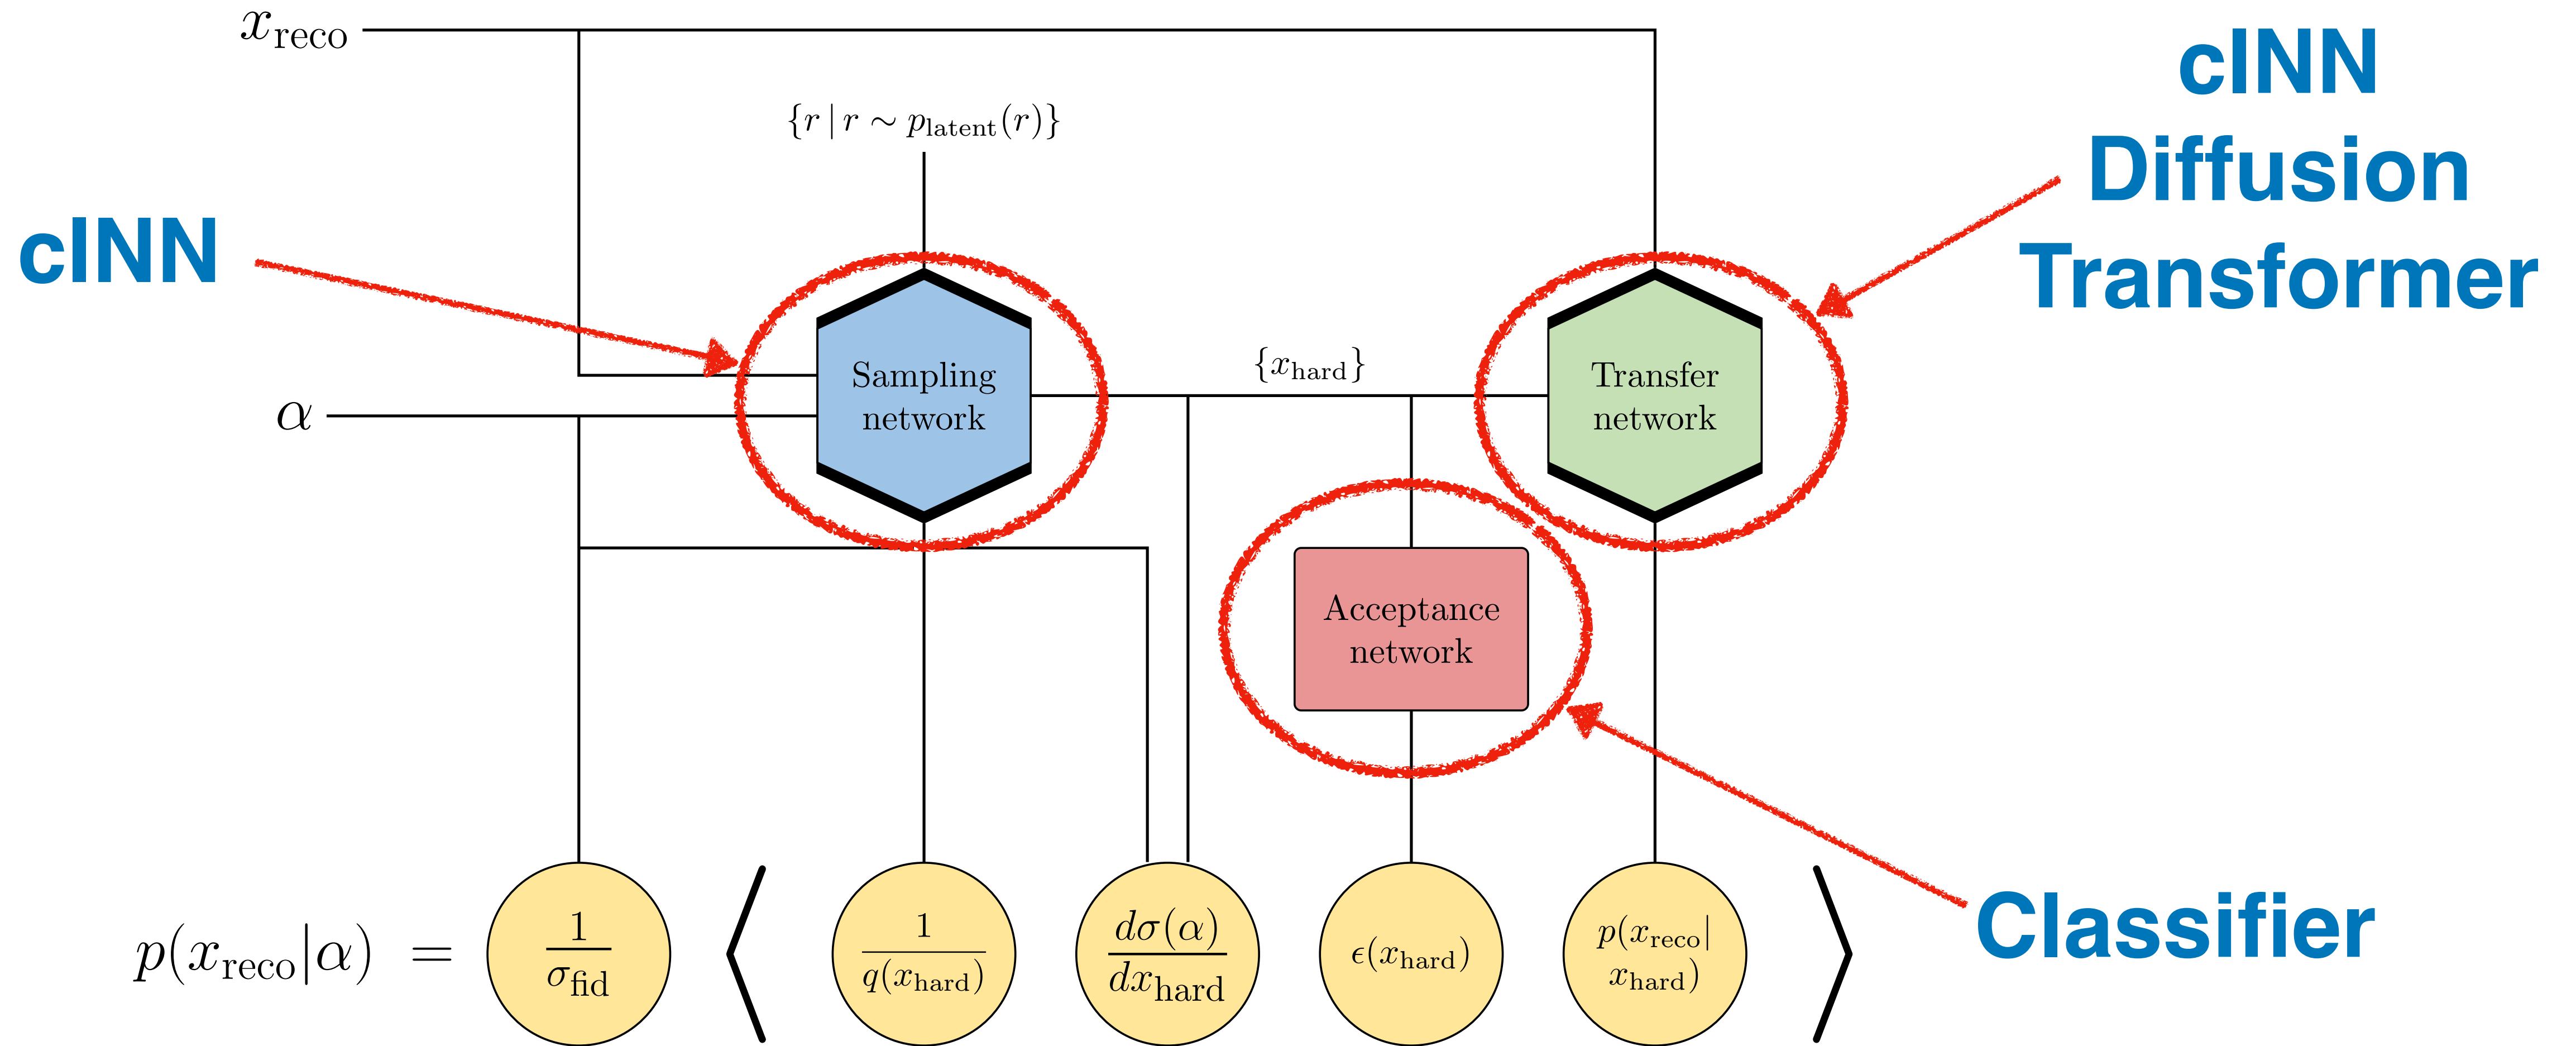 x_reco
cINN
{r | r ∼ p_latent(r)}
cINN
Diffusion
Transformer
α
Sampling
network
{x_hard}
Transfer
network
Acceptance
network
Classifier
p(x_reco|α) =
1
σ_fid
⟨
1
q(x_hard)
dσ(α)
dx_hard
ϵ(x_hard)
p(x_reco|
x_hard)
⟩